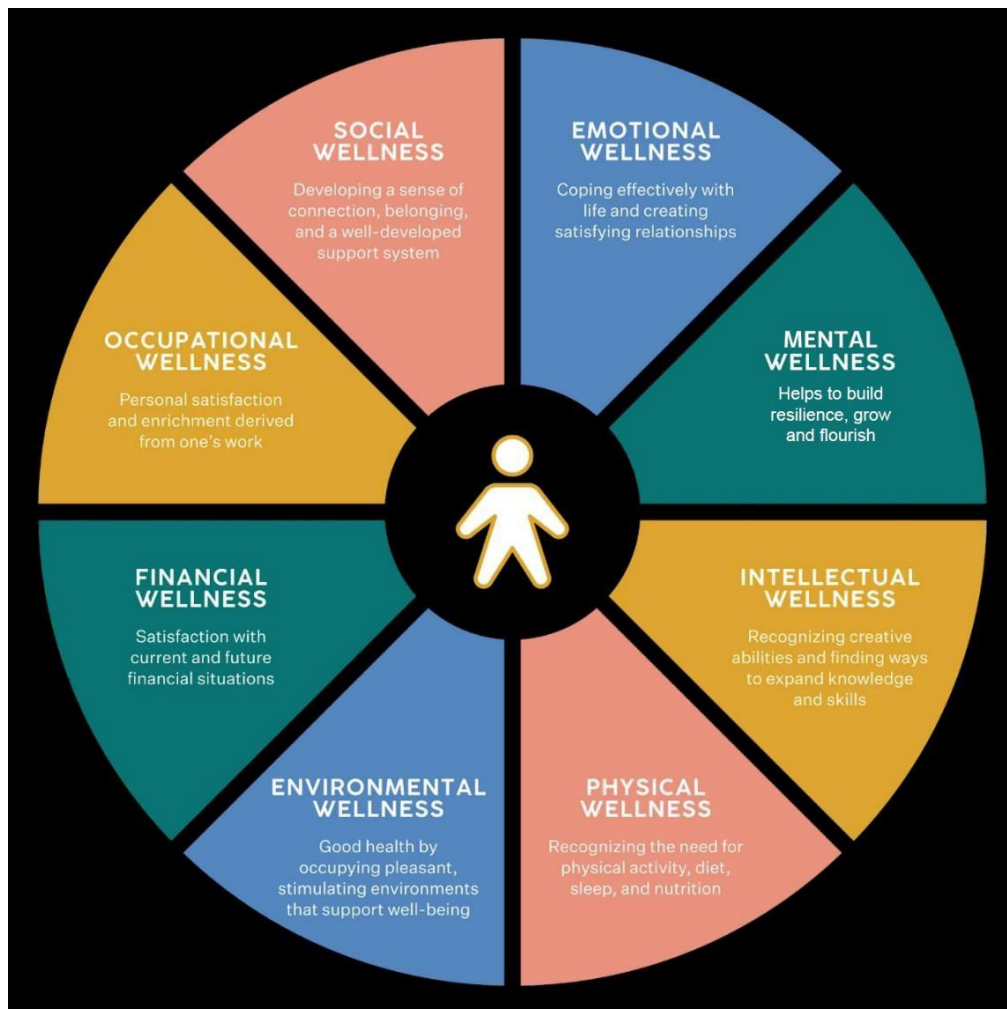 SOCIAL
WELLNESS
Developing a sense of
connection, belonging,
and a well-developed
support system
EMOTIONAL
WELLNESS
Coping effectively with
life and creating
satisfying relationships
MENTAL
WELLNESS
Helps to build
resilience, grow
and flourish
INTELLECTUAL
WELLNESS
Recognizing creative
abilities and finding ways
to expand knowledge
and skills
PHYSICAL
WELLNESS
Recognizing the need for
physical activity, diet,
sleep, and nutrition
ENVIRONMENTAL
WELLNESS
Good health by
occupying pleasant,
stimulating environments
that support well-being
FINANCIAL
WELLNESS
Satisfaction with
current and future
financial situations
OCCUPATIONAL
WELLNESS
Personal satisfaction
and enrichment derived
from one's work